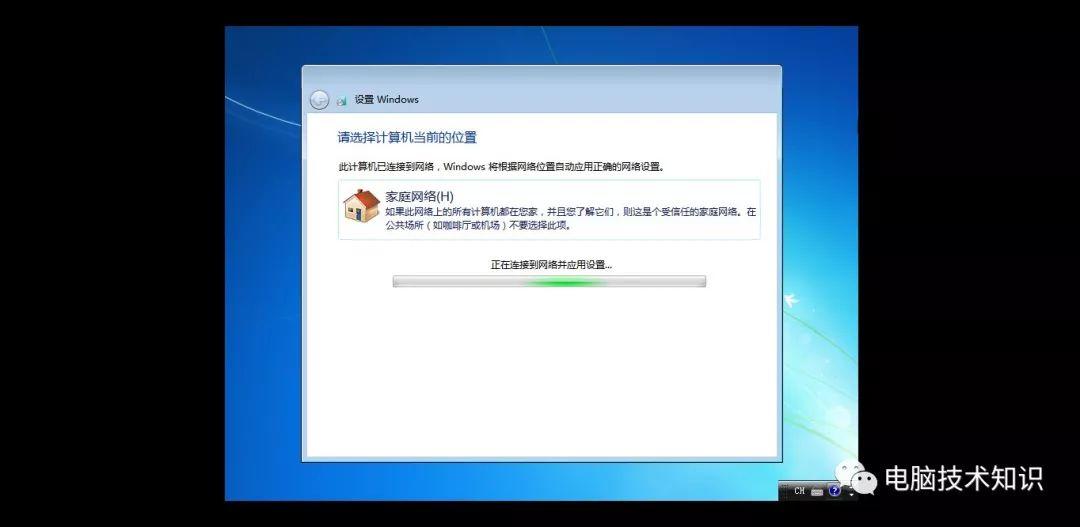 设置 Windows
请选择计算机当前的位置
此计算机已连接到网络，Windows 将根据网络位置自动应用正确的网络设置。
家庭网络(H)
如果此网络上的所有计算机都在您家，并且您了解它们，则这是个受信任的家庭网络。在
公共场所（如咖啡厅或机场）不要选择此项。
正在连接到网络并应用设置...
CH
?
电脑技术知识